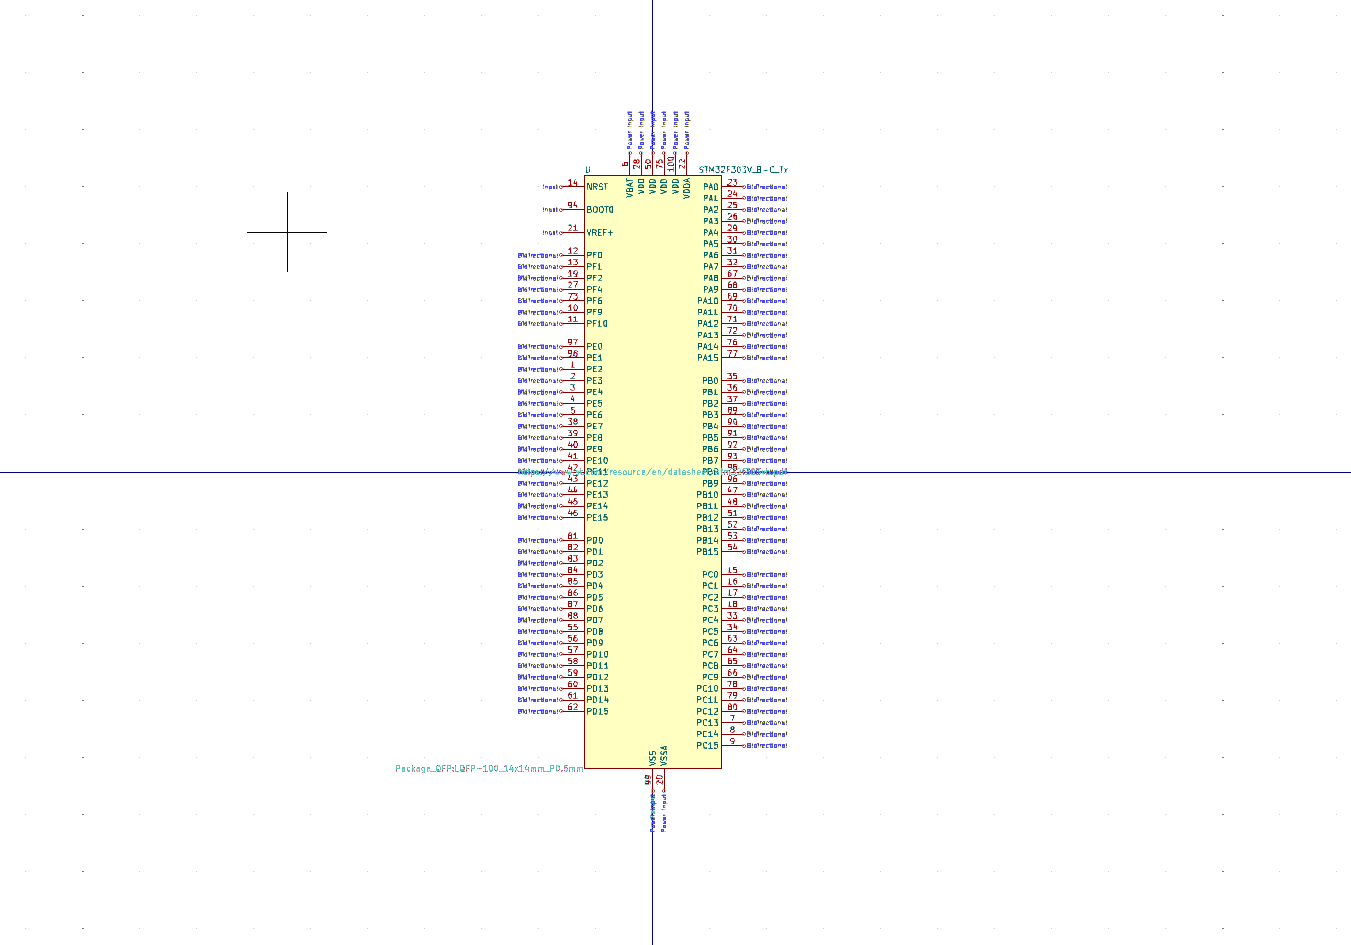 Power Input Power Input Power Input Power Input Power Input Power Input
6 28 50 75 100 22
U STM32F303V_B-C_Tx
VBAT VDD VDD VDD VDD VDDA
Input 14 NRST PA0 23 Bidirectional
PA1 24 Bidirectional
Input 94 BOOT0 PA2 25 Bidirectional
PA3 26 Bidirectional
Input 21 VREF+ PA4 29 Bidirectional
PA5 30 Bidirectional
Bidirectional 12 PF0 PA6 31 Bidirectional
Bidirectional 13 PF1 PA7 32 Bidirectional
Bidirectional 19 PF2 PA8 67 Bidirectional
Bidirectional 27 PF4 PA9 68 Bidirectional
Bidirectional 73 PF6 PA10 69 Bidirectional
Bidirectional 10 PF9 PA11 70 Bidirectional
Bidirectional 11 PF10 PA12 71 Bidirectional
PA13 72 Bidirectional
Bidirectional 97 PE0 PA14 76 Bidirectional
Bidirectional 98 PE1 PA15 77 Bidirectional
Bidirectional 1 PE2
Bidirectional 2 PE3 PB0 35 Bidirectional
Bidirectional 3 PE4 PB1 36 Bidirectional
Bidirectional 4 PE5 PB2 37 Bidirectional
Bidirectional 5 PE6 PB3 89 Bidirectional
Bidirectional 38 PE7 PB4 90 Bidirectional
Bidirectional 39 PE8 PB5 91 Bidirectional
Bidirectional 40 PE9 PB6 92 Bidirectional
Bidirectional 41 PE10 PB7 93 Bidirectional
42 PE11 resource/en/datasheet PB8 95
Bidirectional 43 PE12 PB9 96 Bidirectional
Bidirectional 44 PE13 PB10 47 Bidirectional
Bidirectional 45 PE14 PB11 48 Bidirectional
Bidirectional 46 PE15 PB12 51 Bidirectional
PB13 52 Bidirectional
Bidirectional 81 PD0 PB14 53 Bidirectional
Bidirectional 82 PD1 PB15 54 Bidirectional
Bidirectional 83 PD2
Bidirectional 84 PD3 PC0 15 Bidirectional
Bidirectional 85 PD4 PC1 16 Bidirectional
Bidirectional 86 PD5 PC2 17 Bidirectional
Bidirectional 87 PD6 PC3 18 Bidirectional
Bidirectional 88 PD7 PC4 33 Bidirectional
Bidirectional 55 PD8 PC5 34 Bidirectional
Bidirectional 56 PD9 PC6 63 Bidirectional
Bidirectional 57 PD10 PC7 64 Bidirectional
Bidirectional 58 PD11 PC8 65 Bidirectional
Bidirectional 59 PD12 PC9 66 Bidirectional
Bidirectional 60 PD13 PC10 78 Bidirectional
Bidirectional 61 PD14 PC11 79 Bidirectional
Bidirectional 62 PD15 PC12 80 Bidirectional
PC13 7 Bidirectional
PE14 8 Bidirectional
PC15 9 Bidirectional
VSS VSSA
Package_QFP:LQFP-100_14x14mm_P0.5mm
20
Power Input Power Input